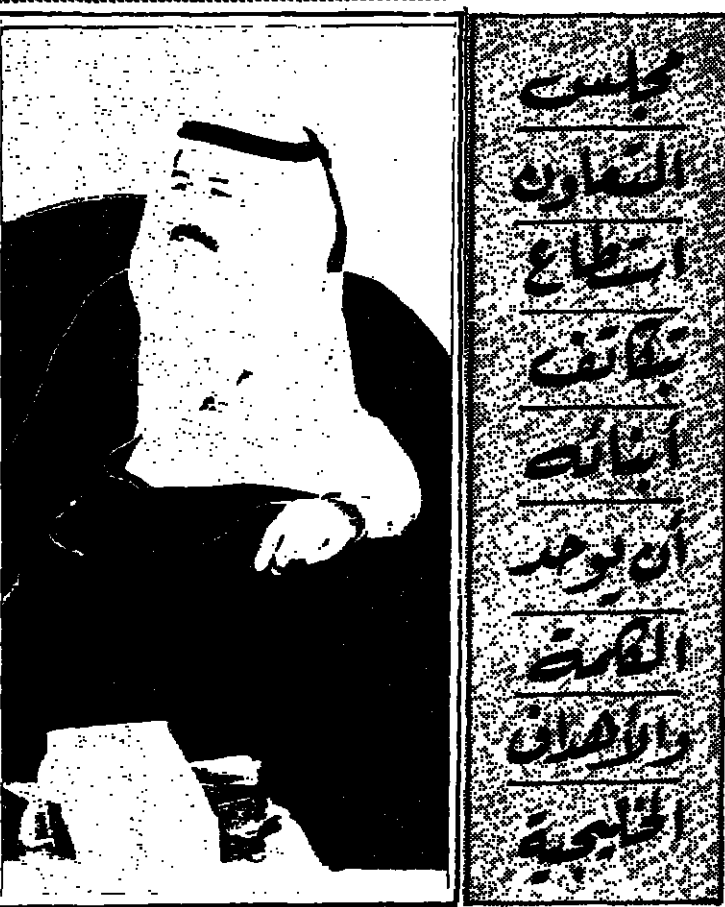 مجلس
التعاون
استطاع
بتكاتف
أبنائه
أن يوحد
الكلمة
والأهداف
الخليجية